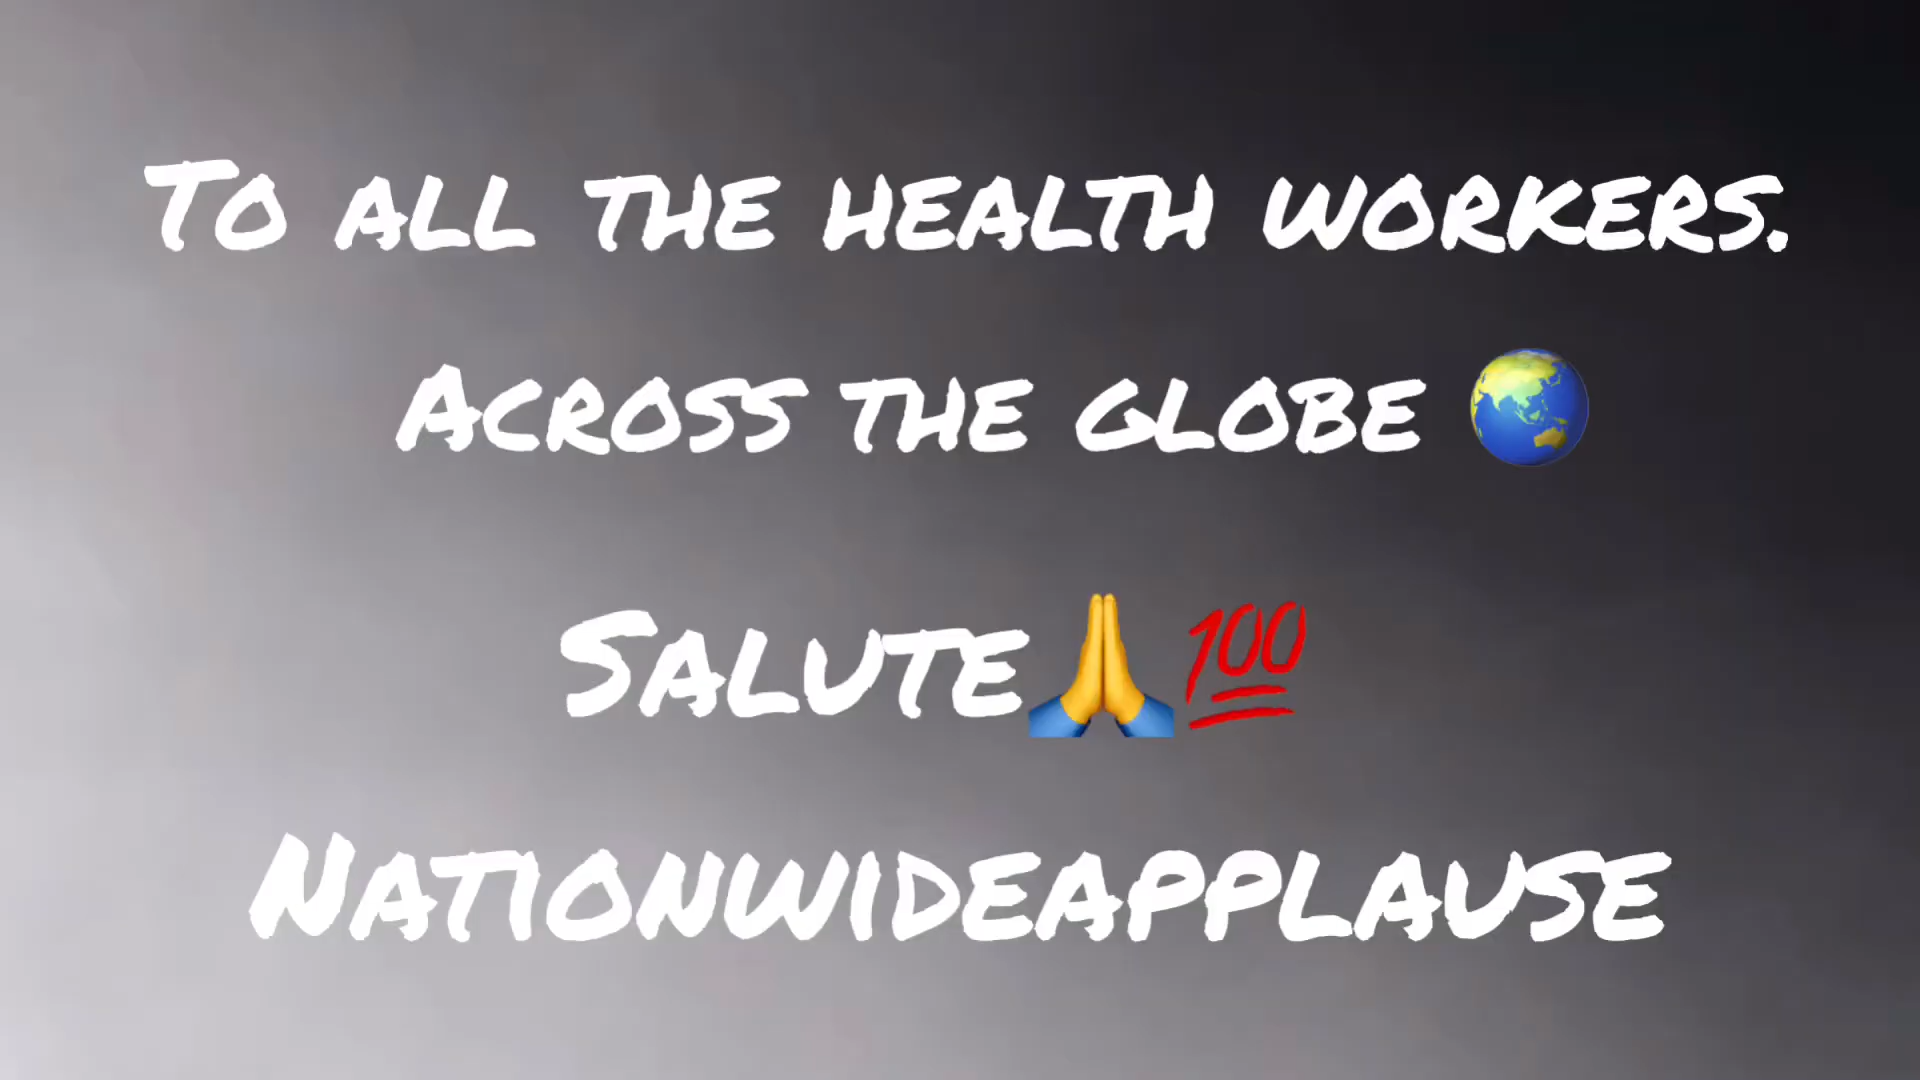 To all the health workers.
Across the globe 🌏
Salute🙏💯
Nationwideapplause